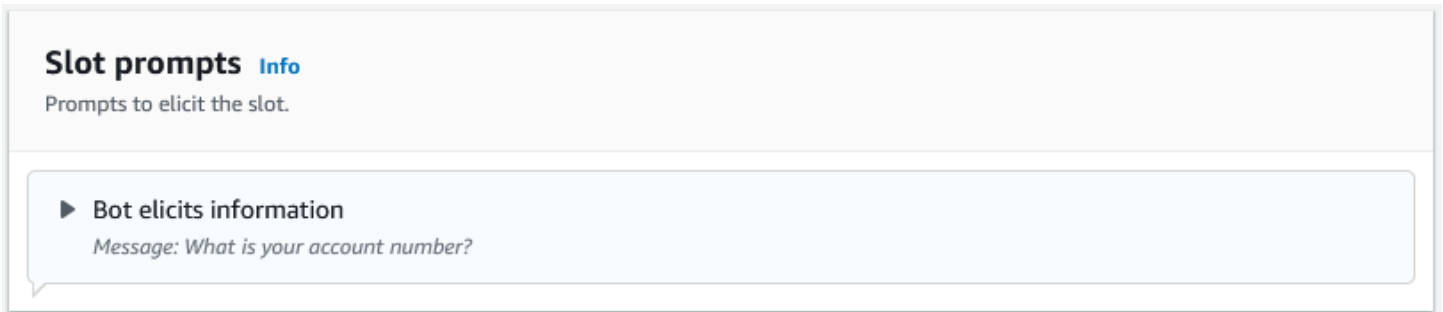 Slot prompts Info
Prompts to elicit the slot.
Bot elicits information
Message: What is your account number?